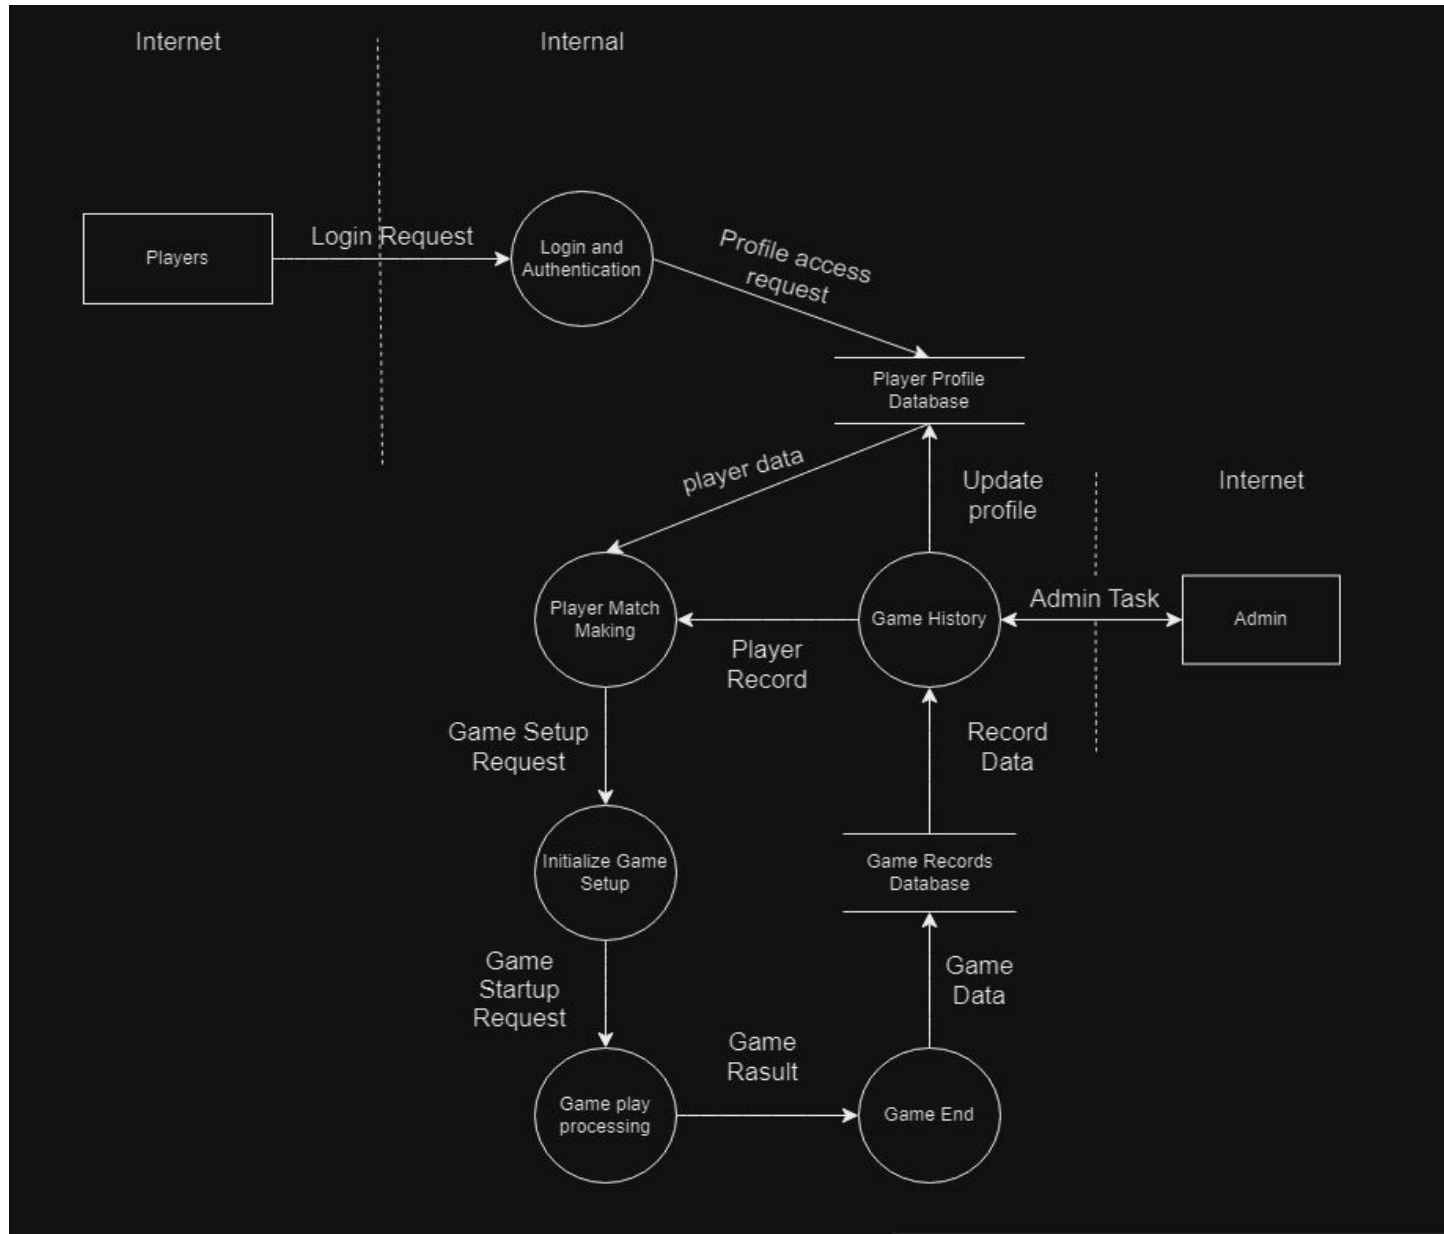 Internet
Internal
Players
Login Request
Login and
Authentication
Profile access
request
Player Profile
Database
player data
Update
profile
Internet
Player Match
Making
Player
Record
Game History
Admin Task
Admin
Game Setup
Request
Record
Data
Initialize Game
Setup
Game Records
Database
Game
Startup
Request
Game
Data
Game play
processing
Game
Rasult
Game End